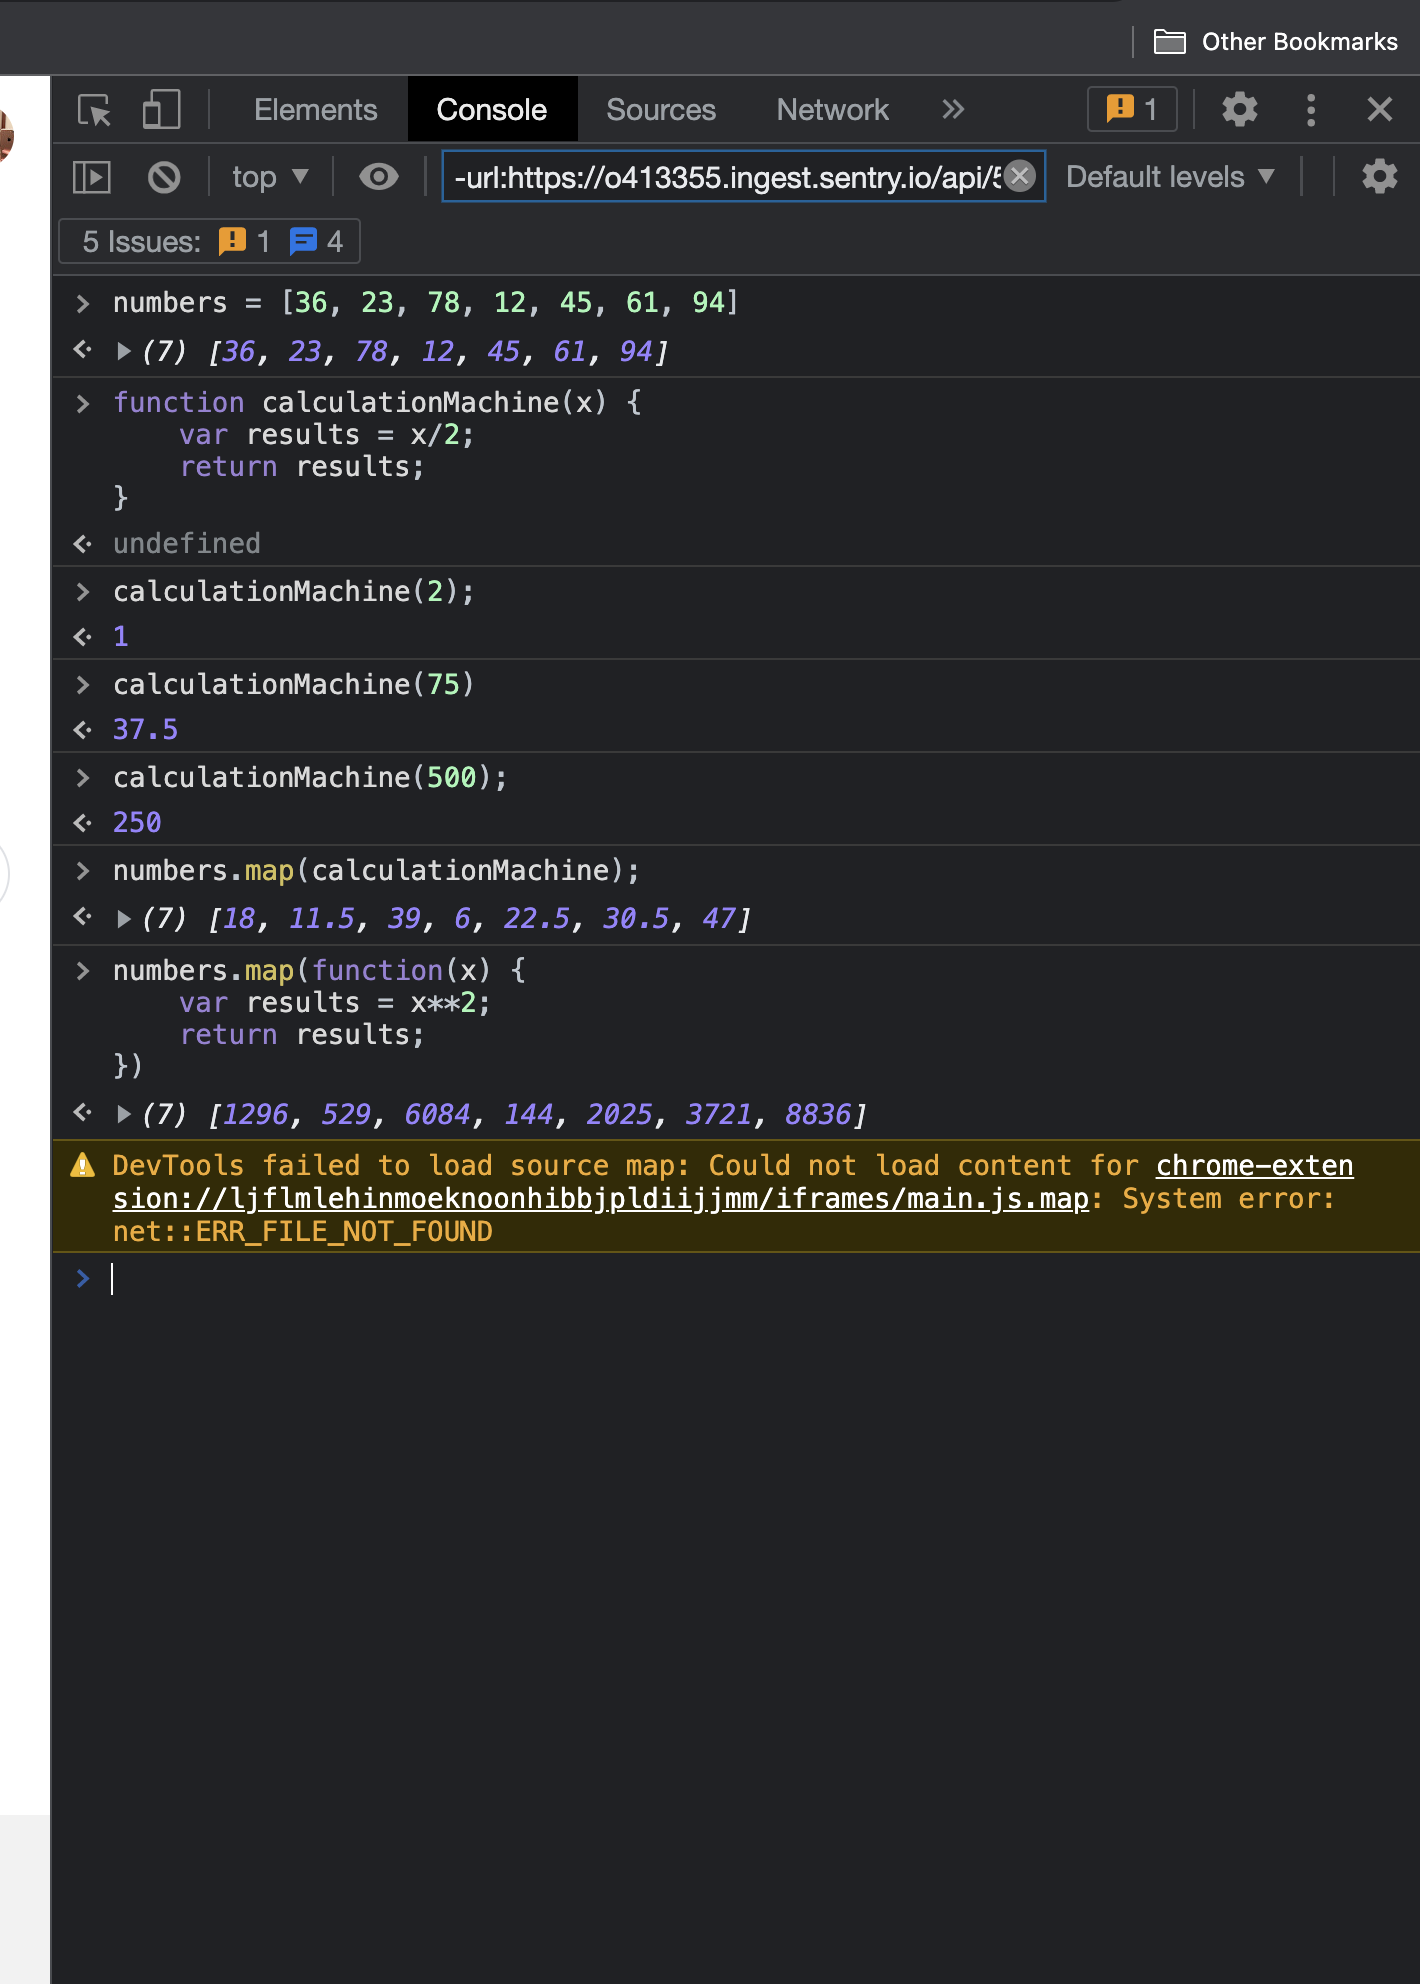 Other Bookmarks
Elements Console Sources Network » 1
top ▼ -url:https://o413355.ingest.sentry.io/api/5 Default levels ▼
5 Issues: 1 4
> numbers = [36, 23, 78, 12, 45, 61, 94]
(7) [36, 23, 78, 12, 45, 61, 94]
> function calculationMachine(x) {
    var results = x/2;
    return results;
}
undefined
> calculationMachine(2);
1
> calculationMachine(75)
37.5
> calculationMachine(500);
250
> numbers.map(calculationMachine);
(7) [18, 11.5, 39, 6, 22.5, 30.5, 47]
> numbers.map(function(x) {
    var results = x**2;
    return results;
})
(7) [1296, 529, 6084, 144, 2025, 3721, 8836]
DevTools failed to load source map: Could not load content for chrome-exten
sion://ljflmlehinmoeknoonhibbjpldiijjmm/iframes/main.js.map: System error:
net::ERR_FILE_NOT_FOUND
>